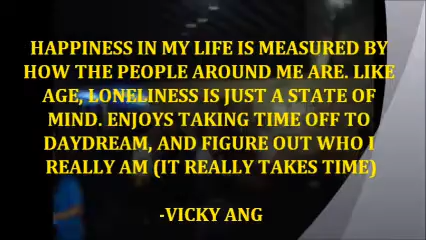 HAPPINESS IN MY LIFE IS MEASURED BY
HOW THE PEOPLE AROUND ME ARE. LIKE
AGE, LONELINESS IS JUST A STATE OF
MIND. ENJOYS TAKING TIME OFF TO
DAYDREAM, AND FIGURE OUT WHO I
REALLY AM (IT REALLY TAKES TIME)
-VICKY ANG